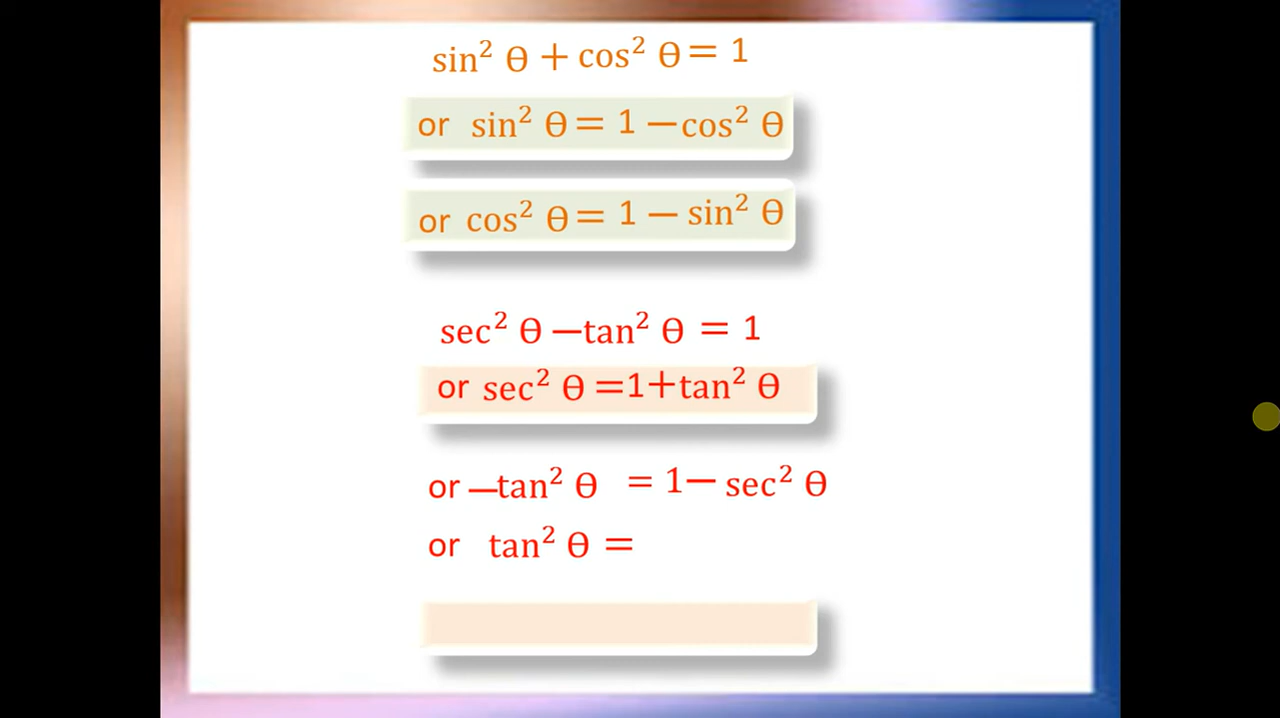 sin² θ + cos² θ = 1
or sin² θ = 1 − cos² θ
or cos² θ = 1 − sin² θ
sec² θ − tan² θ = 1
or sec² θ = 1 + tan² θ
or − tan² θ = 1 − sec² θ
or tan² θ =